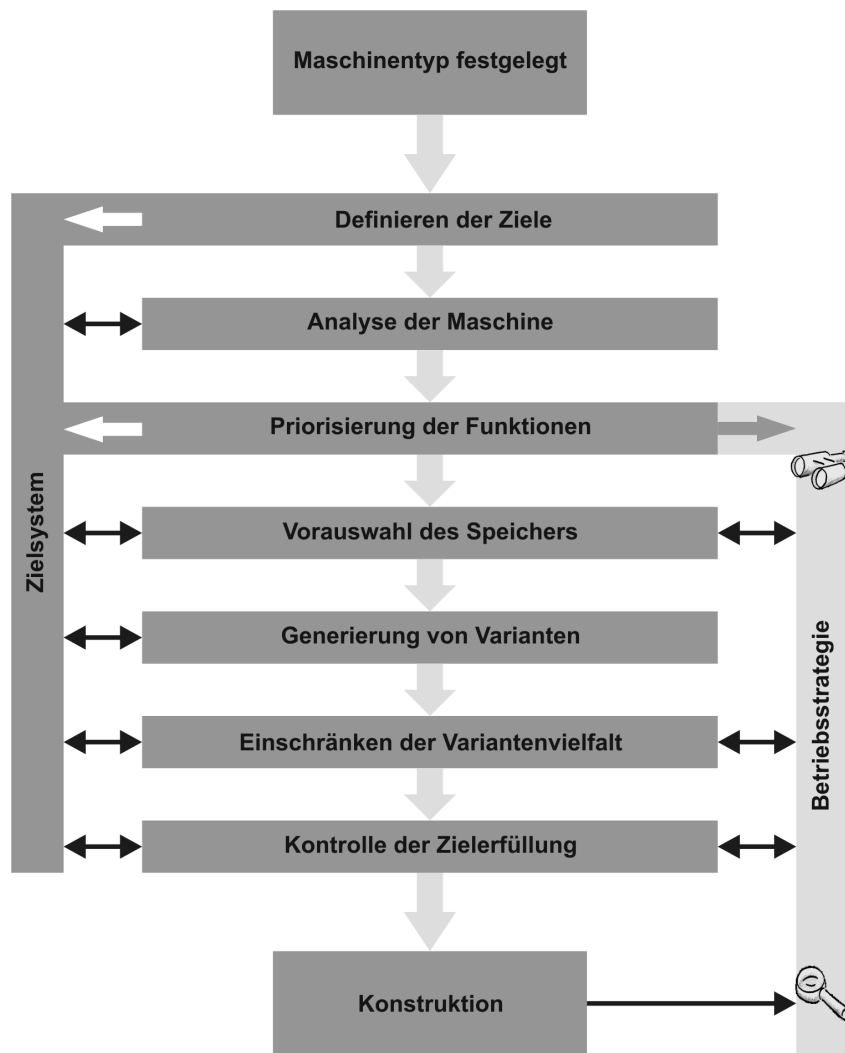 Maschinentyp festgelegt
Definieren der Ziele
Analyse der Maschine
Priorisierung der Funktionen
Zielsystem
Vorauswahl des Speichers
Generierung von Varianten
Betriebsstrategie
Einschränken der Variantenvielfalt
Kontrolle der Zielerfüllung
Konstruktion